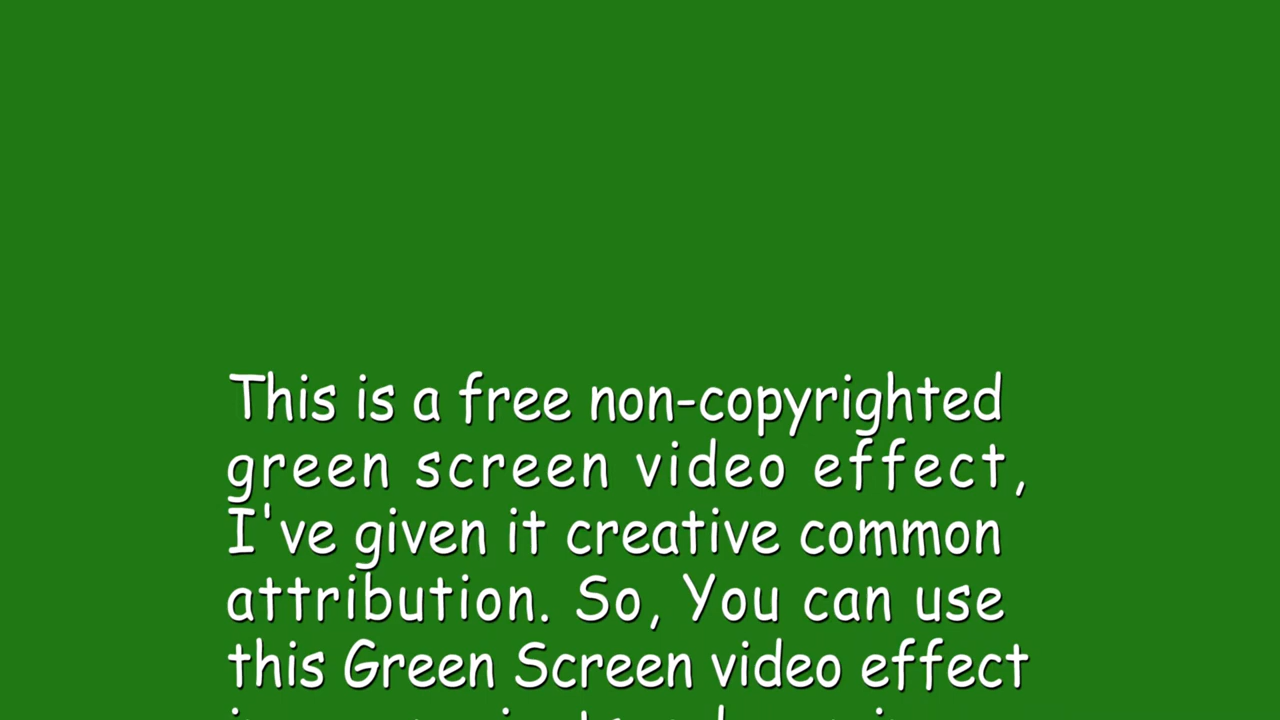 This is a free non-copyrighted
green screen video effect,
I've given it creative common
attribution. So, You can use
this Green Screen video effect